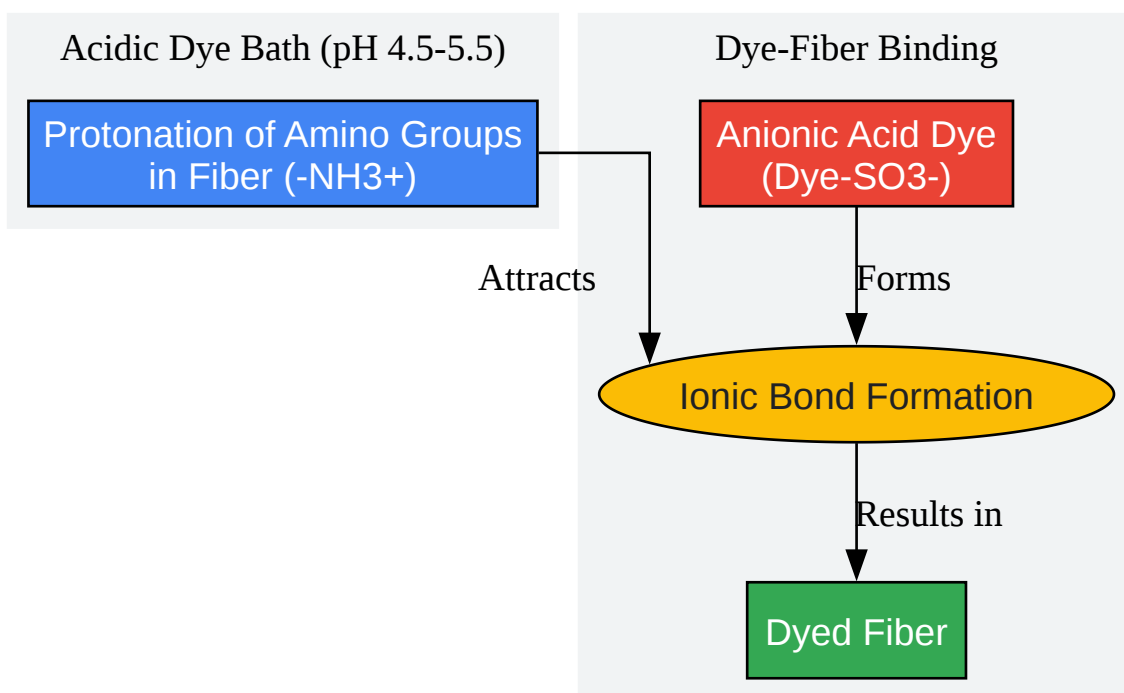 Acidic Dye Bath (pH 4.5-5.5)
Protonation of Amino Groups
in Fiber (-NH3+)
Dye-Fiber Binding
Anionic Acid Dye
(Dye-SO3-)
Attracts
Forms
Ionic Bond Formation
Results in
Dyed Fiber